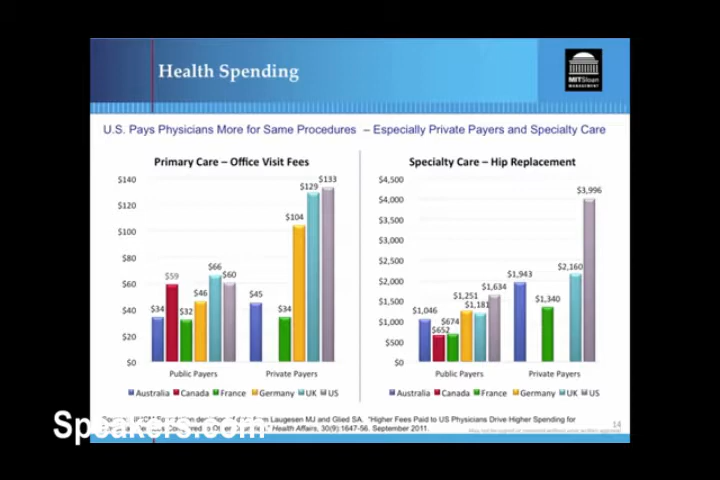 Health Spending
MITSloan
MANAGEMENT
U.S. Pays Physicians More for Same Procedures – Especially Private Payers and Specialty Care
Primary Care – Office Visit Fees
$140
$120
$100
$80
$60
$40
$20
$0
$34
$59
$32
$46
$66
$60
$45
$34
$104
$129
$133
Public Payers
Private Payers
Australia Canada France Germany UK US
Specialty Care – Hip Replacement
$4,500
$4,000
$3,500
$3,000
$2,500
$2,000
$1,500
$1,000
$500
$0
$1,046
$652
$674
$1,251
$1,181
$1,634
$1,943
$1,340
$2,160
$3,996
Public Payers
Private Payers
Australia Canada France Germany UK US
from Laugesen MJ and Glied SA. "Higher Fees Paid to US Physicians Drive Higher Spending for
Health Affairs, 30(9):1647-56. September 2011.
14
Speakers.com